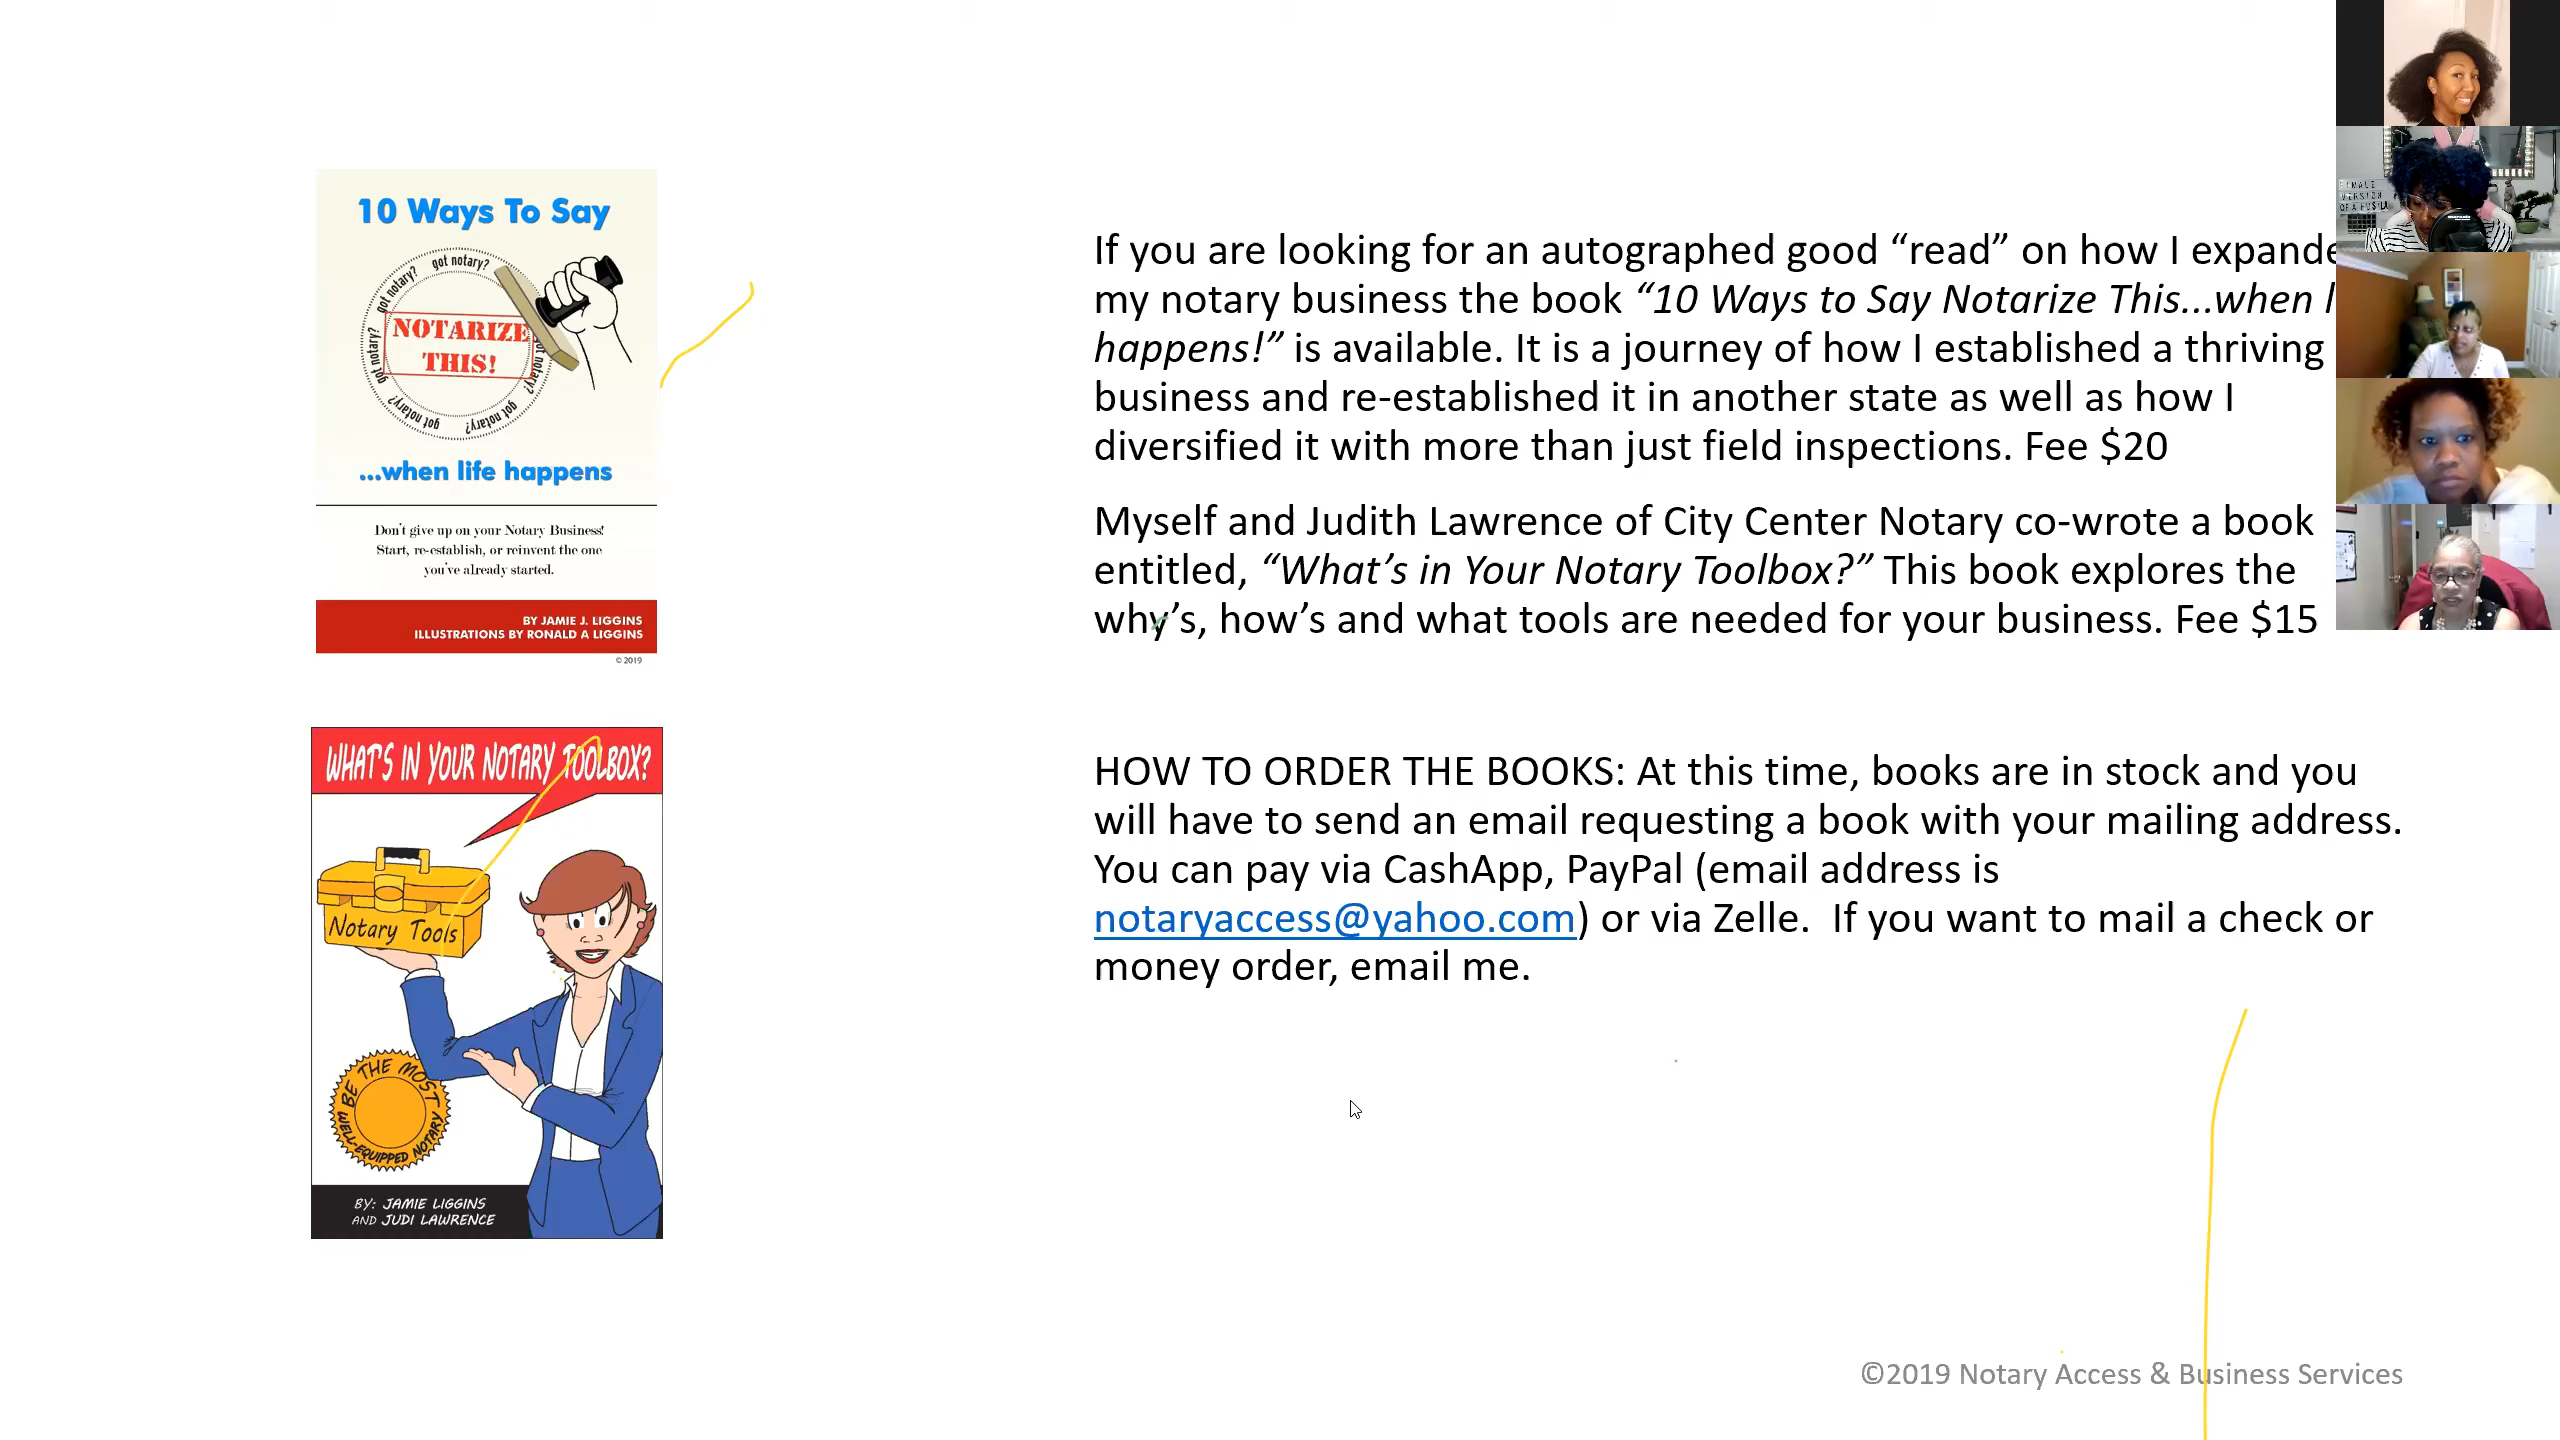 10 Ways To Say
got notary? got notary? got notary? got notary? got notary? got notary?
NOTARIZE
THIS!
...when life happens
Don't give up on your Notary Business!
Start, re-establish, or reinvent the one
you've already started.
BY JAMIE J. LIGGINS
ILLUSTRATIONS BY RONALD A LIGGINS
© 2019
WHAT'S IN YOUR NOTARY TOOLBOX?
Notary Tools
BE THE MOST
WELL-EQUIPPED NOTARY
BY: JAMIE LIGGINS
AND JUDI LAWRENCE
If you are looking for an autographed good “read” on how I expande
my notary business the book “10 Ways to Say Notarize This...when l
happens!” is available. It is a journey of how I established a thriving
business and re-established it in another state as well as how I
diversified it with more than just field inspections. Fee $20
Myself and Judith Lawrence of City Center Notary co-wrote a book
entitled, “What’s in Your Notary Toolbox?” This book explores the
why’s, how’s and what tools are needed for your business. Fee $15
HOW TO ORDER THE BOOKS: At this time, books are in stock and you
will have to send an email requesting a book with your mailing address.
You can pay via CashApp, PayPal (email address is
notaryaccess@yahoo.com) or via Zelle. If you want to mail a check or
money order, email me.
©2019 Notary Access & Business Services
VERSION
OF A